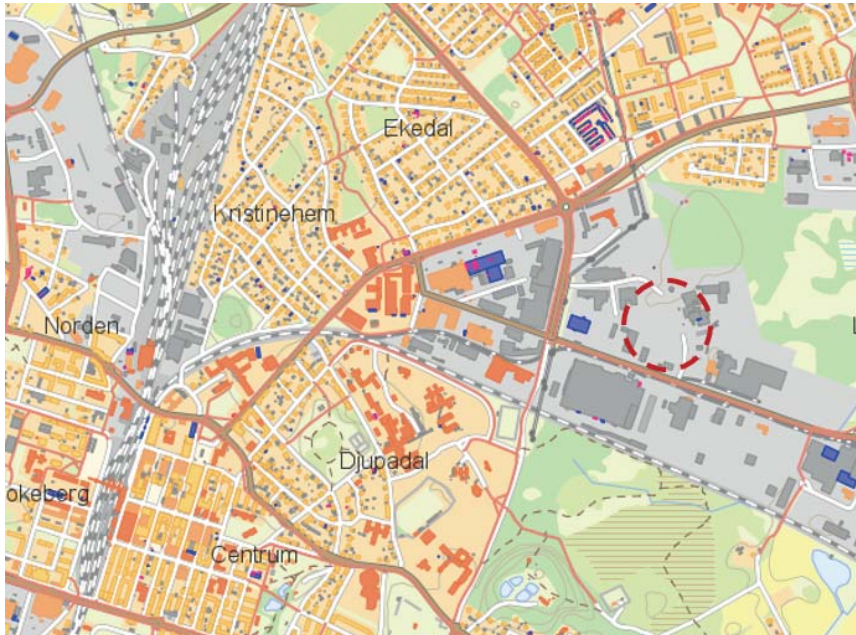 Ekedal
Kristinehem
Norden
L
Djupadal
okeberg
Centrum